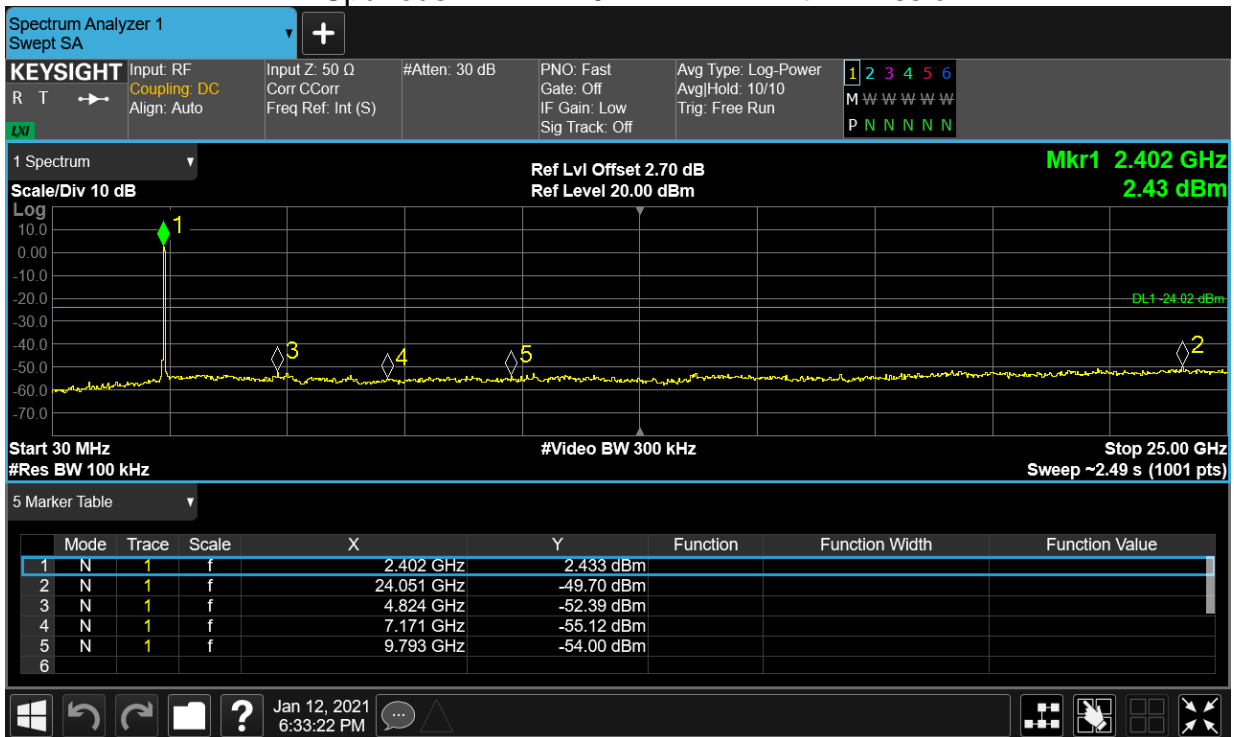 Spectrum Analyzer 1
Swept SA
+
KEYSIGHT Input: RF Input Z: 50 Ω #Atten: 30 dB PNO: Fast Avg Type: Log-Power 1 2 3 4 5 6
R T Coupling: DC Corr CCorr Gate: Off Avg|Hold: 10/10 M W W W W W
Align: Auto Freq Ref: Int (S) IF Gain: Low Trig: Free Run
LXI Sig Track: Off P N N N N N
1 Spectrum Ref Lvl Offset 2.70 dB Mkr1 2.402 GHz
Scale/Div 10 dB Ref Level 20.00 dBm 2.43 dBm
Log
1
10.0
0.00
-10.0
-20.0 DL1 -24.02 dBm
-30.0
-40.0
3 4 5 2
-50.0
-60.0
-70.0
Start 30 MHz #Video BW 300 kHz Stop 25.00 GHz
#Res BW 100 kHz Sweep ~2.49 s (1001 pts)
5 Marker Table
Mode Trace Scale X Y Function Function Width Function Value
1 N 1 f 2.402 GHz 2.433 dBm
2 N 1 f 24.051 GHz -49.70 dBm
3 N 1 f 4.824 GHz -52.39 dBm
4 N 1 f 7.171 GHz -55.12 dBm
5 N 1 f 9.793 GHz -54.00 dBm
6
? Jan 12, 2021
6:33:22 PM